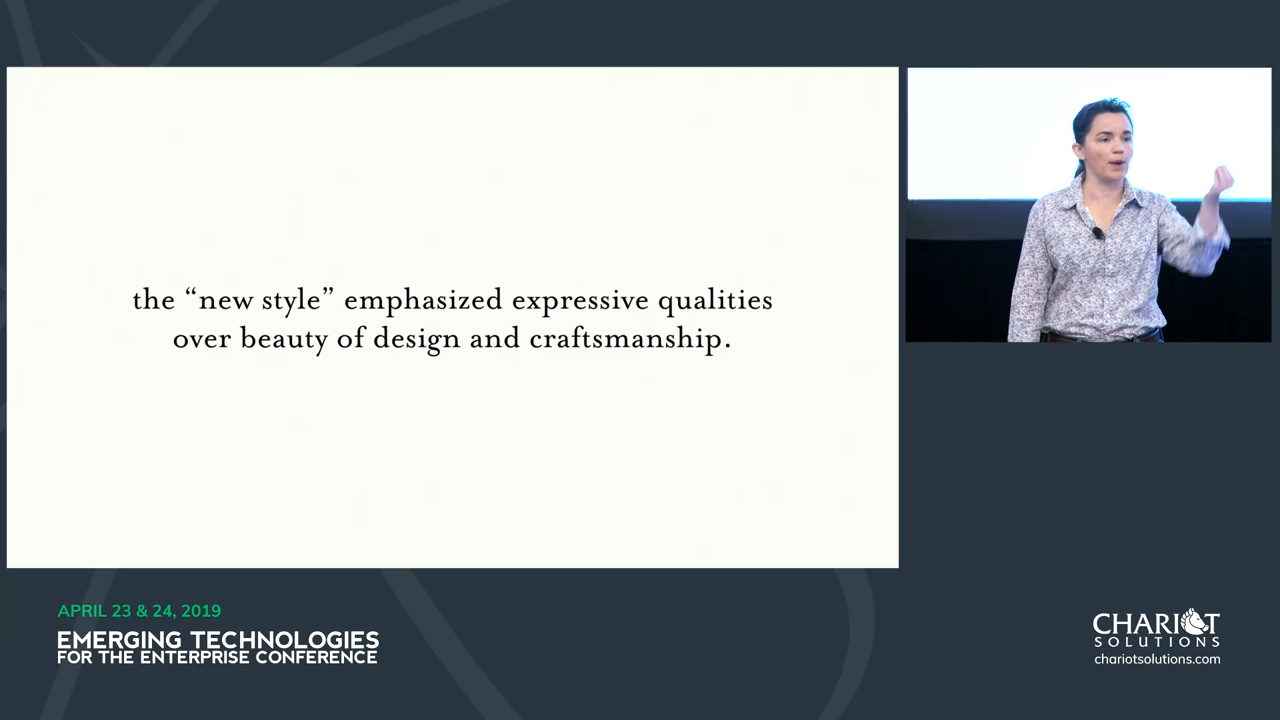 the “new style” emphasized expressive qualities
over beauty of design and craftsmanship.
APRIL 23 & 24, 2019
EMERGING TECHNOLOGIES
FOR THE ENTERPRISE CONFERENCE
CHARIOT
SOLUTIONS
chariotsolutions.com